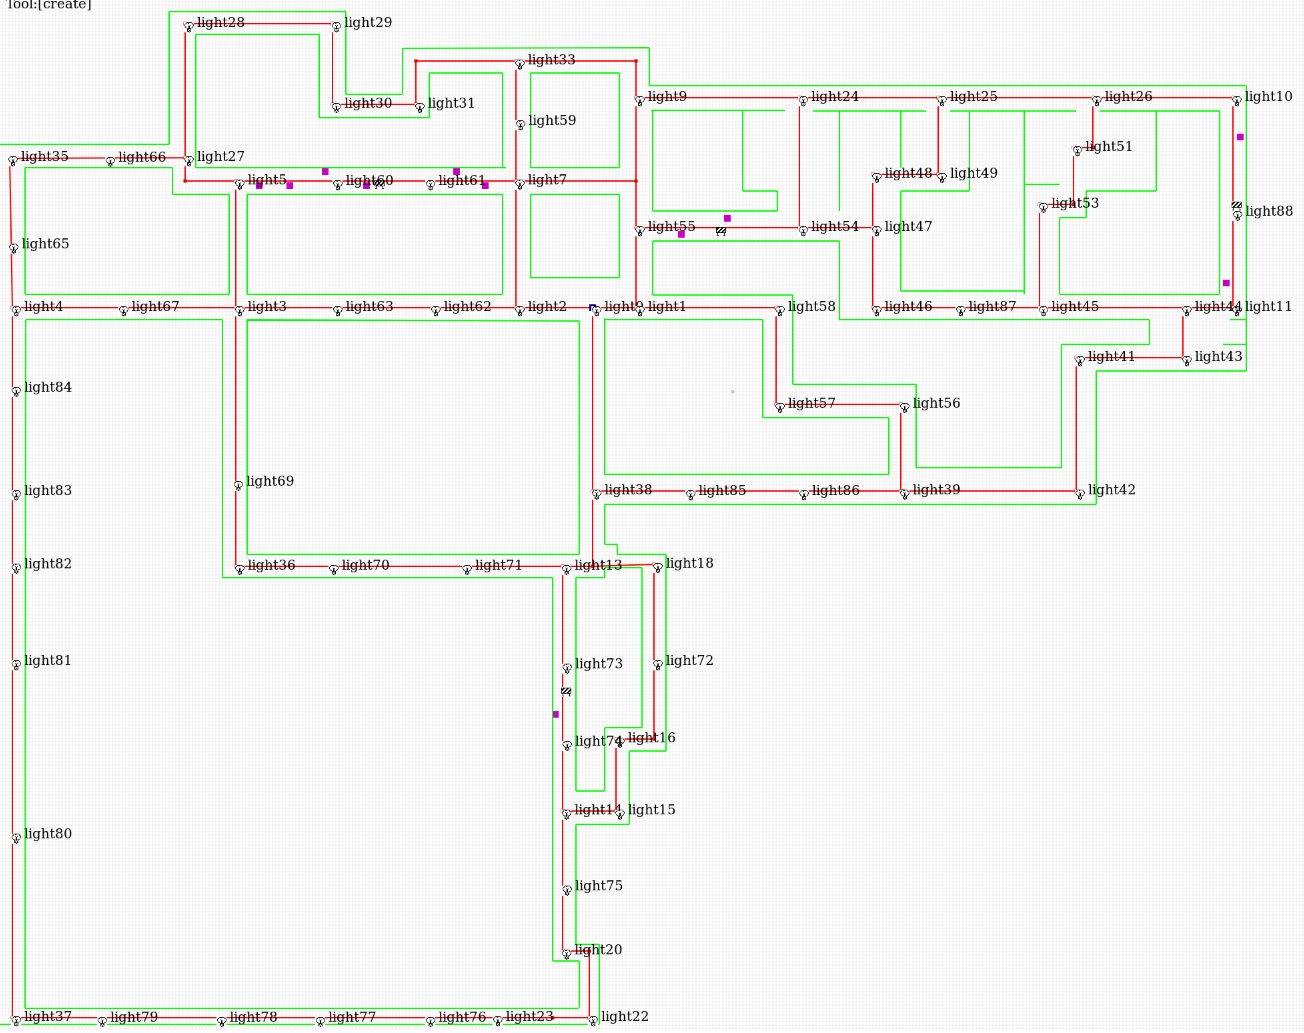 Tool:[create]
light28 light29
light33
light9 light24 light25 light26 light10
light30 light31
light59
light51
light35 light66 light27
light48 light49
light5 light60 light61 light7
light53
light88
light55 light54 light47
light65
light4 light67 light3 light63 light62 light2 light1 light58 light46 light87 light45 light44 light11
light41 light43
light84
light57 light56
light69
light83 light38 light85 light86 light39 light42
light82 light36 light70 light71 light13 light18
light81 light73 light72
light74 light16
light14 light15
light80
light75
light20
light37 light79 light78 light77 light76 light23 light22